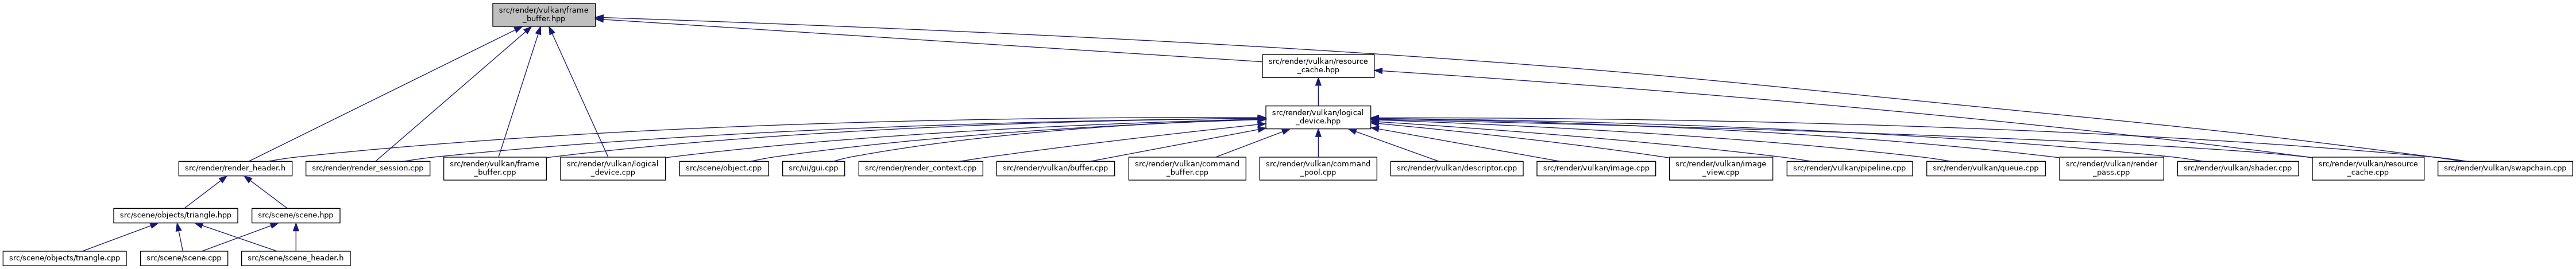 src/render/vulkan/frame
_buffer.hpp
src/render/vulkan/resource
_cache.hpp
src/render/vulkan/logical
_device.hpp
src/render/render_header.h
src/render/render_session.cpp
src/render/vulkan/frame
_buffer.cpp
src/render/vulkan/logical
_device.cpp
src/scene/object.cpp
src/ui/gui.cpp
src/render/render_context.cpp
src/render/vulkan/buffer.cpp
src/render/vulkan/command
_buffer.cpp
src/render/vulkan/command
_pool.cpp
src/render/vulkan/descriptor.cpp
src/render/vulkan/image.cpp
src/render/vulkan/image
_view.cpp
src/render/vulkan/pipeline.cpp
src/render/vulkan/queue.cpp
src/render/vulkan/render
_pass.cpp
src/render/vulkan/shader.cpp
src/render/vulkan/resource
_cache.cpp
src/render/vulkan/swapchain.cpp
src/scene/objects/triangle.hpp
src/scene/scene.hpp
src/scene/objects/triangle.cpp
src/scene/scene.cpp
src/scene/scene_header.h